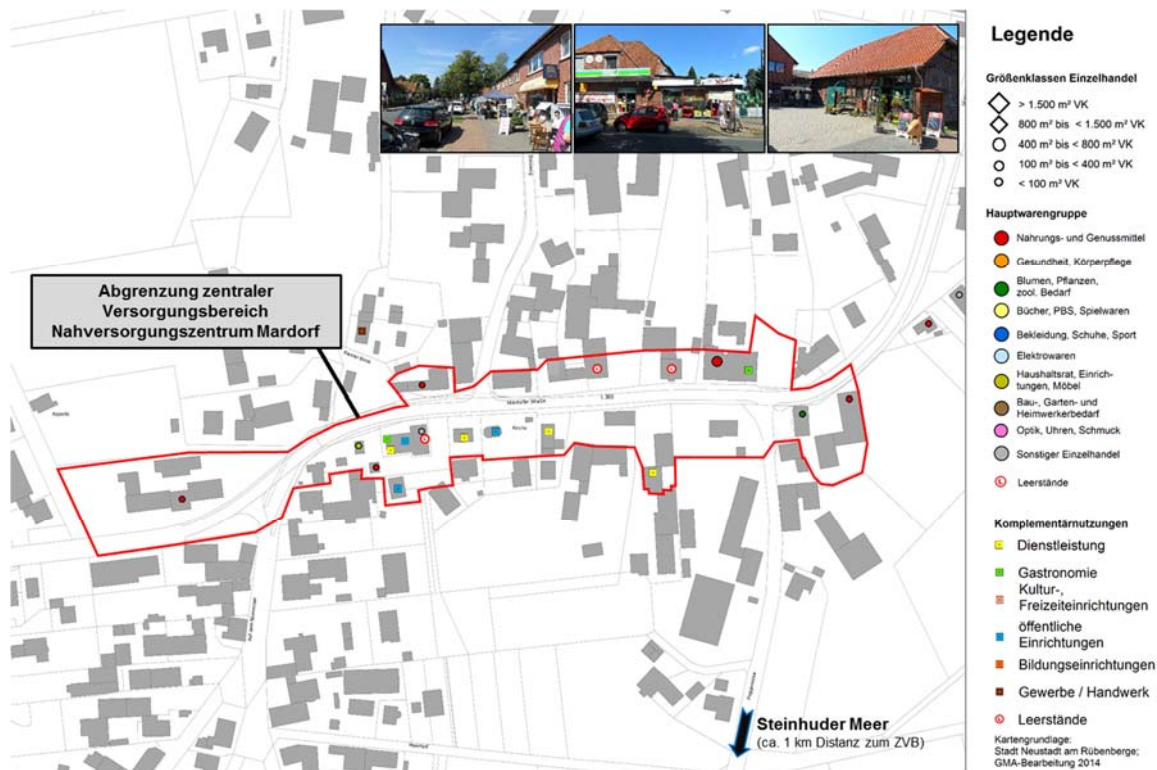 Abgrenzung zentraler
Versorgungsbereich
Nahversorgungszentrum Mardorf
Kapelle
Mardorfer Straße
L 360
Kirche
Steinhuder Meer
(ca. 1 km Distanz zum ZVB)
Legende
Größenklassen Einzelhandel
> 1.500 m² VK
800 m² bis < 1.500 m² VK
400 m² bis < 800 m² VK
100 m² bis < 400 m² VK
< 100 m² VK
Hauptwarengruppe
Nahrungs- und Genussmittel
Gesundheit, Körperpflege
Blumen, Pflanzen,
zool. Bedarf
Bücher, PBS, Spielwaren
Bekleidung, Schuhe, Sport
Elektrowaren
Haushaltsrat, Einrich-
tungen, Möbel
Bau-, Garten- und
Heimwerkerbedarf
Optik, Uhren, Schmuck
Sonstiger Einzelhandel
L Leerstände
Komplementärnutzungen
Dienstleistung
Gastronomie
Kultur-,
Freizeiteinrichtungen
öffentliche
Einrichtungen
Bildungseinrichtungen
Gewerbe / Handwerk
L Leerstände
Kartengrundlage:
Stadt Neustadt am Rübenberge;
GMA-Bearbeitung 2014